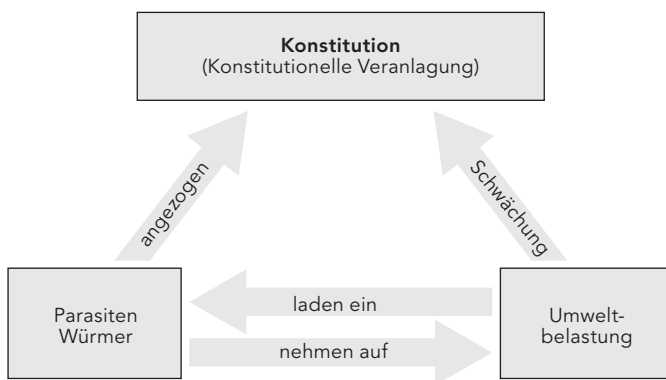 Konstitution
(Konstitutionelle Veranlagung)
angezogen
Schwächung
Parasiten
Würmer
laden ein
nehmen auf
Umwelt-
belastung